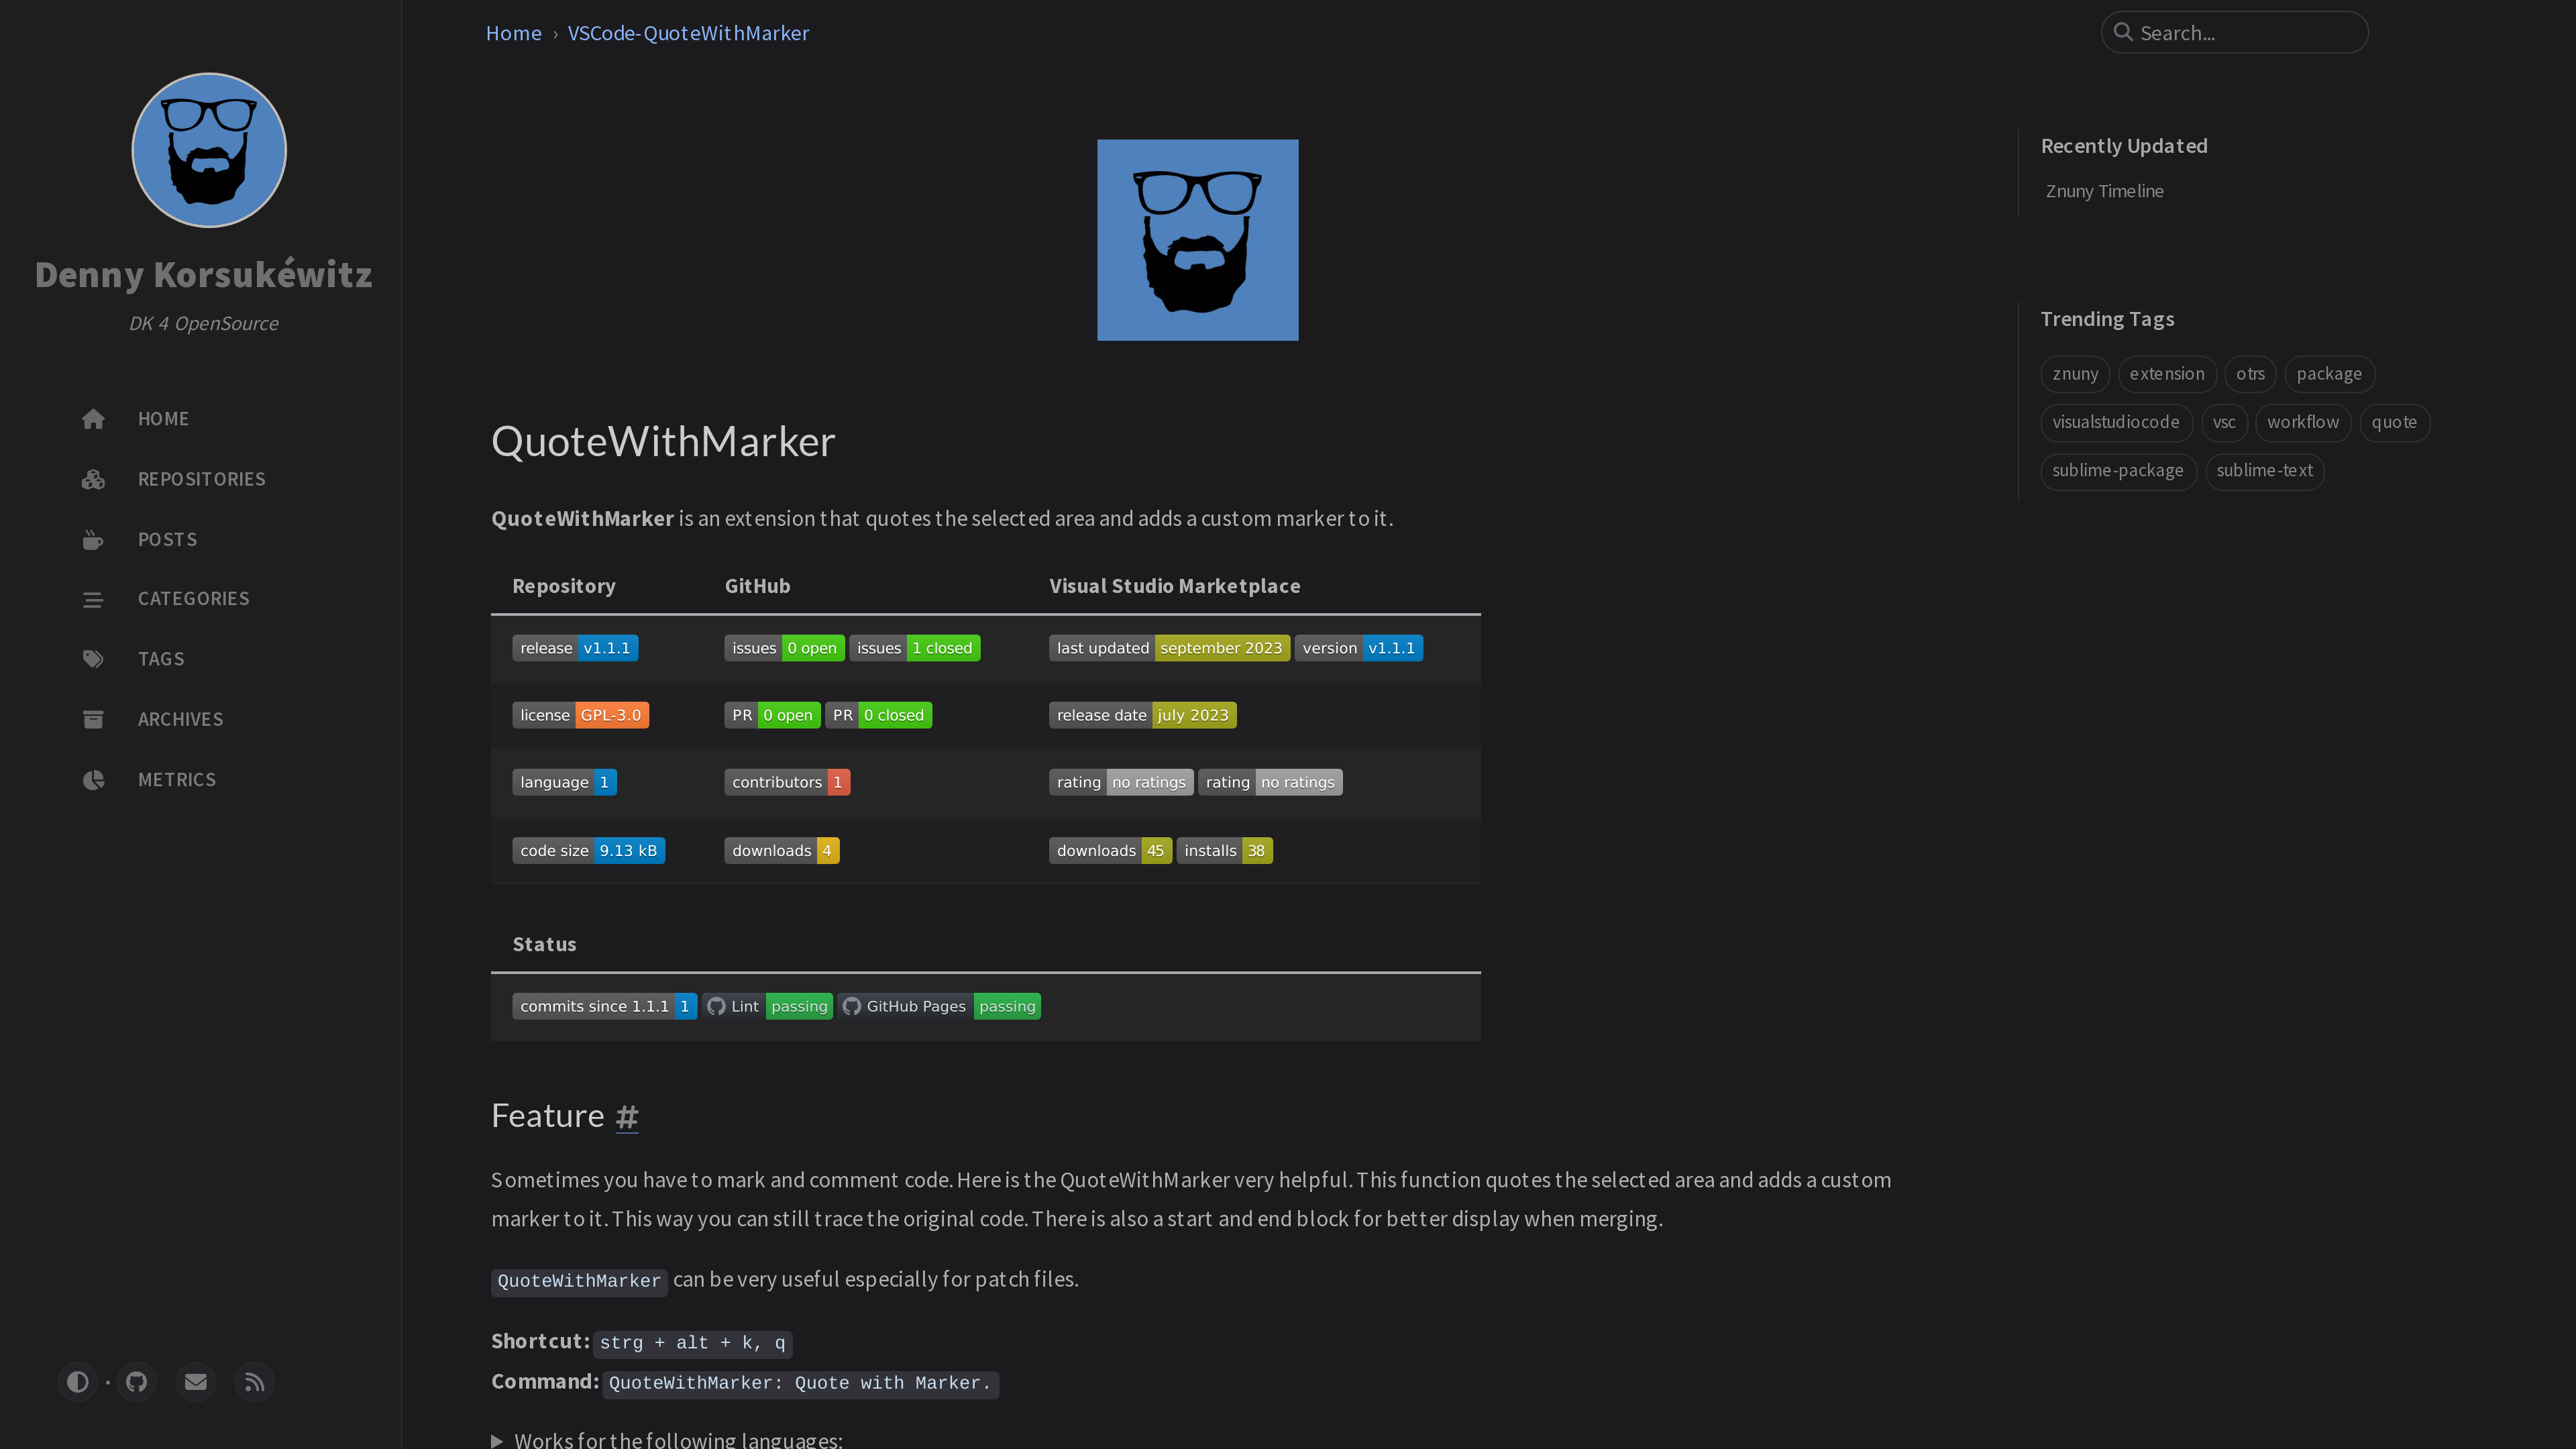 Denny Korsukéwitz
DK 4 OpenSource
HOME
REPOSITORIES
POSTS
CATEGORIES
TAGS
ARCHIVES
METRICS
Home › VSCode-QuoteWithMarker
Search...
QuoteWithMarker
QuoteWithMarker is an extension that quotes the selected area and adds a custom marker to it.
Repository GitHub Visual Studio Marketplace
release v1.1.1 issues 0 open issues 1 closed last updated september 2023 version v1.1.1
license GPL-3.0 PR 0 open PR 0 closed release date july 2023
language 1 contributors 1 rating no ratings rating no ratings
code size 9.13 kB downloads 4 downloads 45 installs 38
Status
commits since 1.1.1 1 Lint passing GitHub Pages passing
Feature #
Sometimes you have to mark and comment code. Here is the QuoteWithMarker very helpful. This function quotes the selected area and adds a custom
marker to it. This way you can still trace the original code. There is also a start and end block for better display when merging.
QuoteWithMarker can be very useful especially for patch files.
Shortcut: strg + alt + k, q
Command: QuoteWithMarker: Quote with Marker.
Works for the following languages:
Recently Updated
Znuny Timeline
Trending Tags
znuny extension otrs package
visualstudiocode vsc workflow quote
sublime-package sublime-text